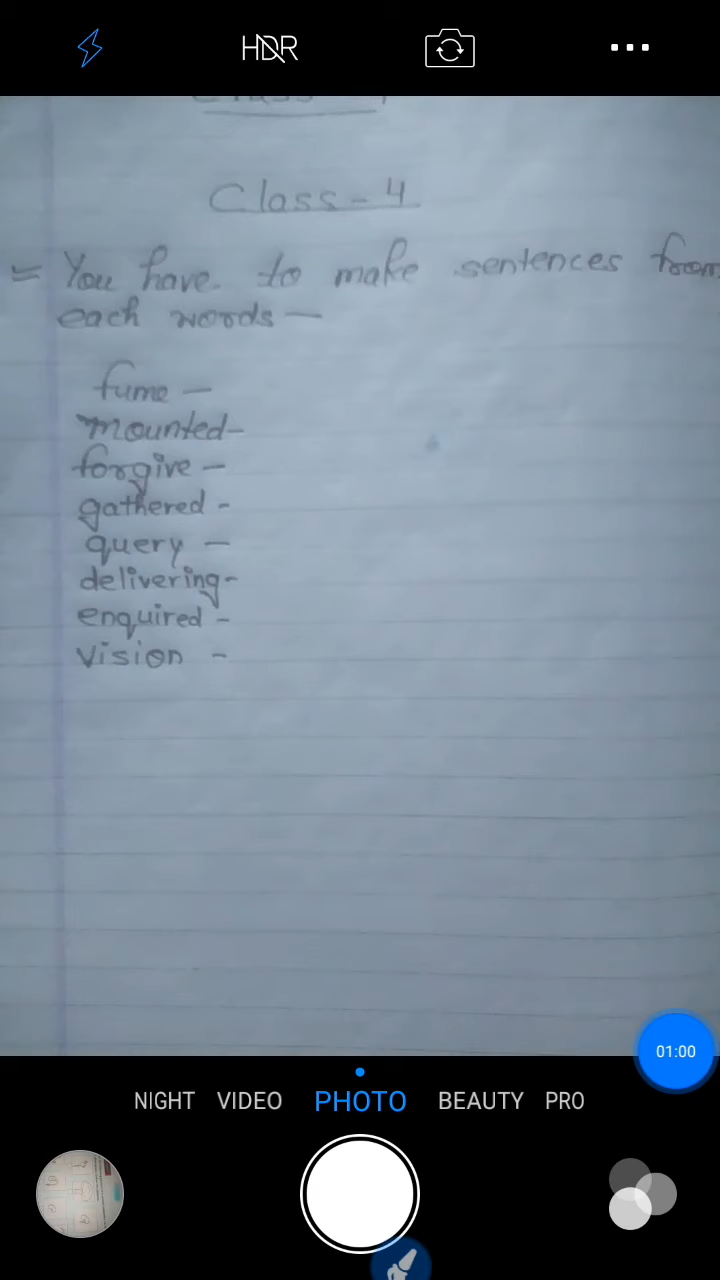 HDR
Class - 4
= You have to make sentences from
each words —
fume —
mounted-
forgive —
gathered -
query —
delivering-
enquired -
vision -
01:00
NIGHT VIDEO PHOTO BEAUTY PRO